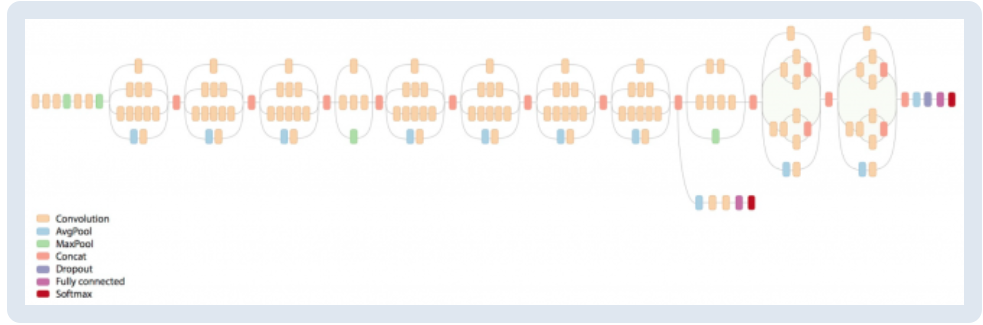 Convolution
AvgPool
MaxPool
Concat
Dropout
Fully connected
Softmax